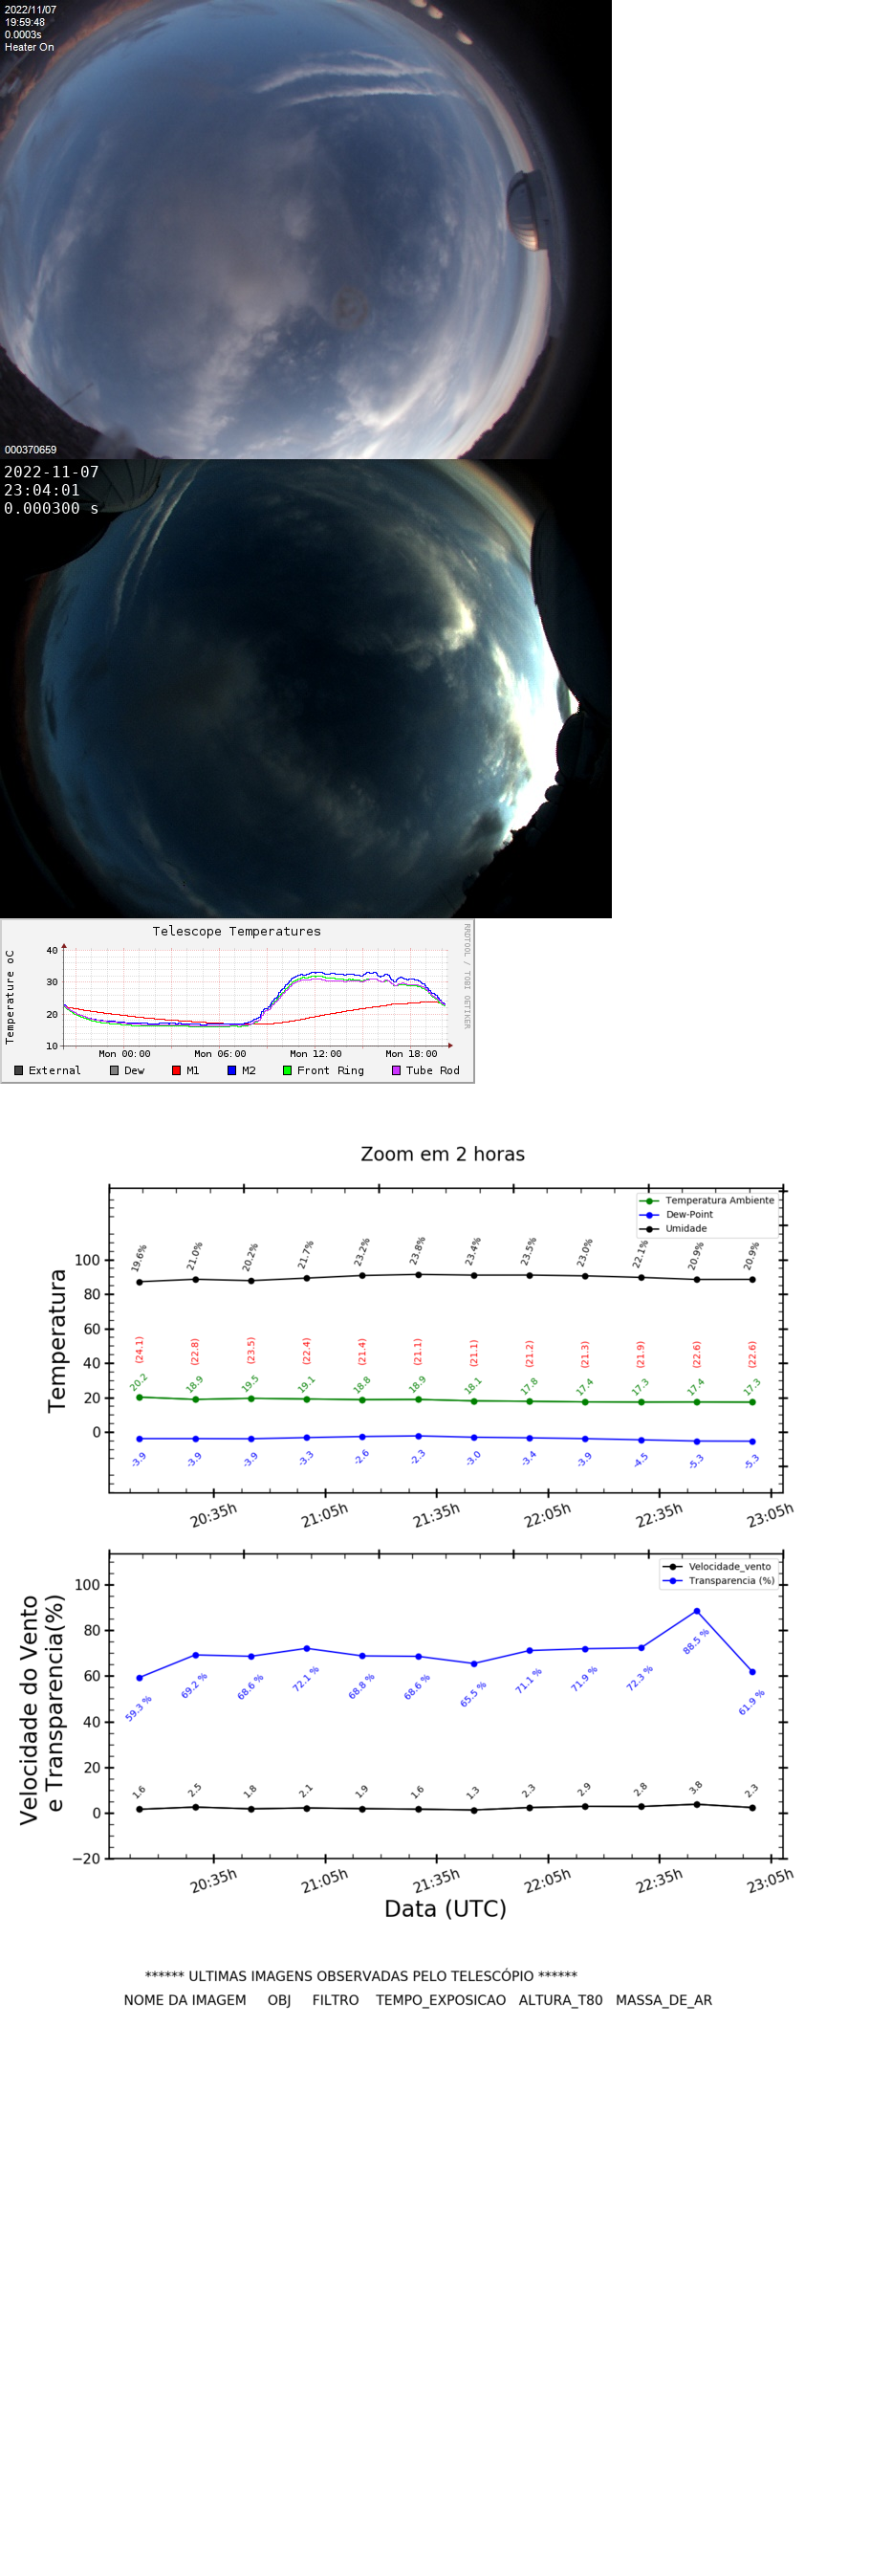 2022/11/07
19:59:48
0.0003s
Heater On
000370659
2022-11-07
23:04:01
0.000300 s
Telescope Temperatures
RRDTOOL / TOBI OETIKER
Temperature oC
40
30
20
10
Mon 00:00 Mon 06:00 Mon 12:00 Mon 18:00
External Dew M1 M2 Front Ring Tube Rod
Zoom em 2 horas
Temperatura Ambiente
Dew-Point
Umidade
Temperatura
100
80
60
40
20
0
19.6% 21.0% 20.2% 21.7% 23.2% 23.8% 23.4% 23.5% 23.0% 22.1% 20.9% 20.9%
(24.1) (22.8) (23.5) (22.4) (21.4) (21.1) (21.1) (21.2) (21.3) (21.9) (22.6) (22.6)
20.2 18.9 19.5 19.1 18.8 18.9 18.1 17.8 17.4 17.3 17.4 17.3
-3.9 -3.9 -3.9 -3.3 -2.6 -2.3 -3.0 -3.4 -3.9 -4.5 -5.3 -5.3
20:35h 21:05h 21:35h 22:05h 22:35h 23:05h
Velocidade_vento
Transparencia (%)
Velocidade do Vento
e Transparencia(%)
100
80
60
40
20
0
−20
59.3 % 69.2 % 68.6 % 72.1 % 68.8 % 68.6 % 65.5 % 71.1 % 71.9 % 72.3 % 88.5 % 61.9 %
1.6 2.5 1.8 2.1 1.9 1.6 1.3 2.3 2.9 2.8 3.8 2.3
20:35h 21:05h 21:35h 22:05h 22:35h 23:05h
Data (UTC)
****** ULTIMAS IMAGENS OBSERVADAS PELO TELESCÓPIO ******
NOME DA IMAGEM OBJ FILTRO TEMPO_EXPOSICAO ALTURA_T80 MASSA_DE_AR